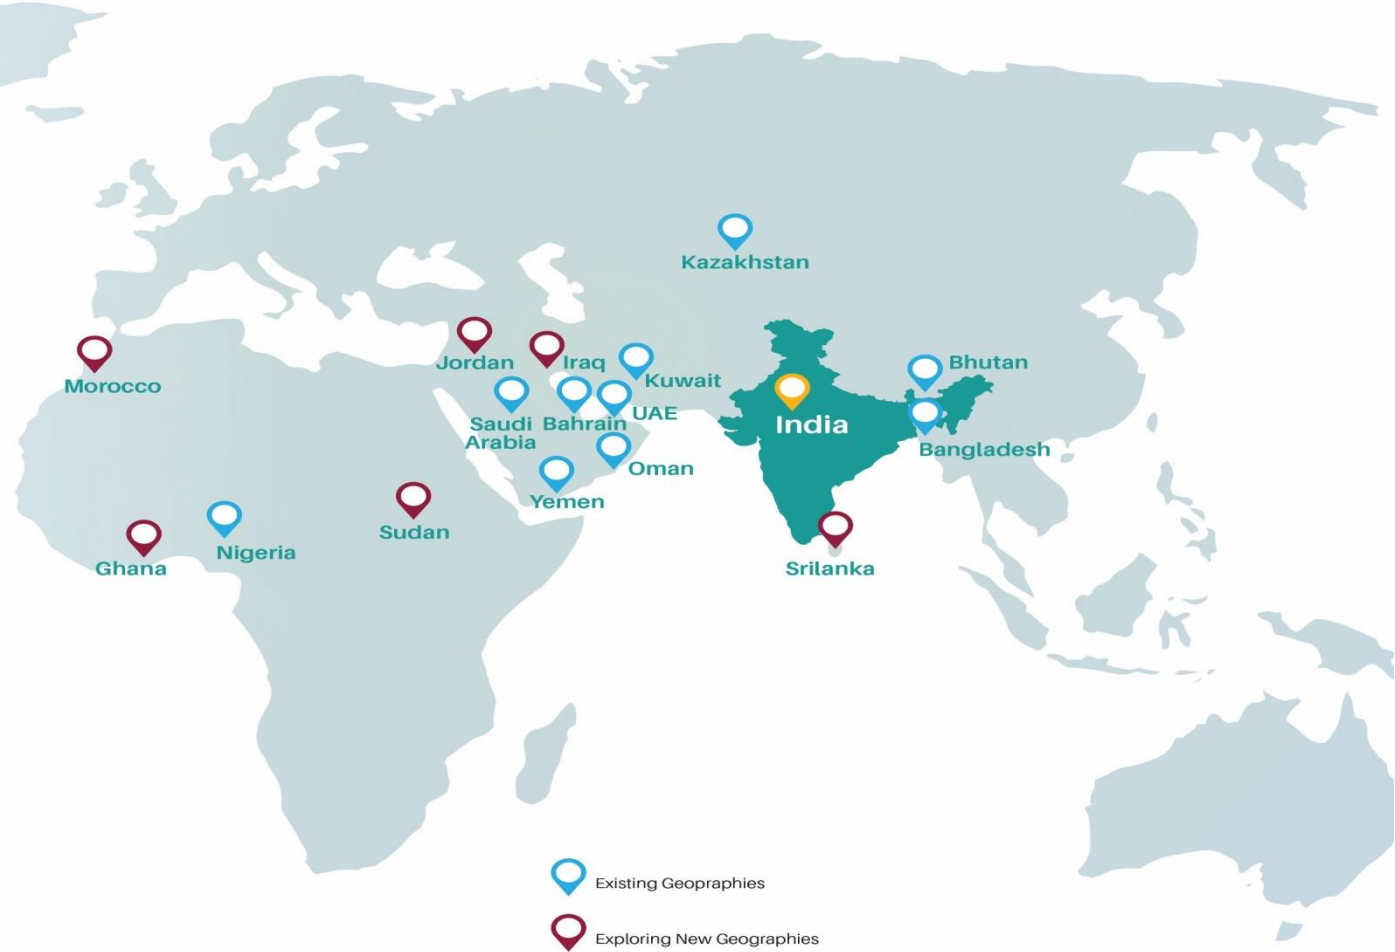 Kazakhstan
Jordan
Iraq
Kuwait
Bhutan
Morocco
Saudi
Arabia
Bahrain
UAE
India
Bangladesh
Oman
Yemen
Sudan
Nigeria
Ghana
Srilanka
Existing Geopraphies
Exploring New Geographies